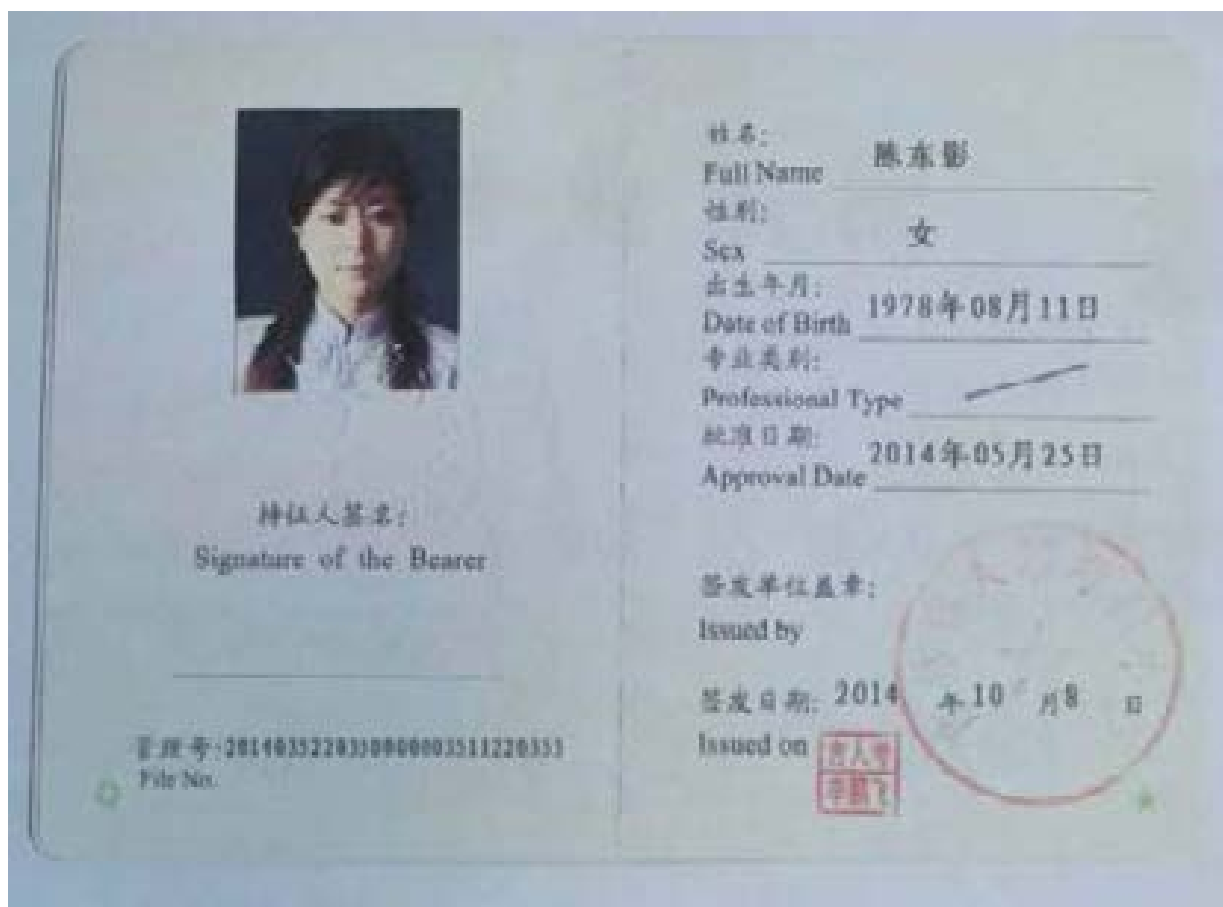 持证人签名:
Signature of the Bearer
管理号:
File No.
姓名:
Full Name 陈东影
性别:
Sex 女
出生年月:
Date of Birth 1978年08月11日
专业类别:
Professional Type
批准日期:
Approval Date 2014年05月25日
签发单位盖章:
Issued by
签发日期: 2014 年 10 月 8 日
Issued on